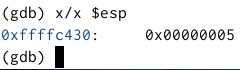 (gdb) x/x $esp
0xffffc430:     0x00000005
(gdb)